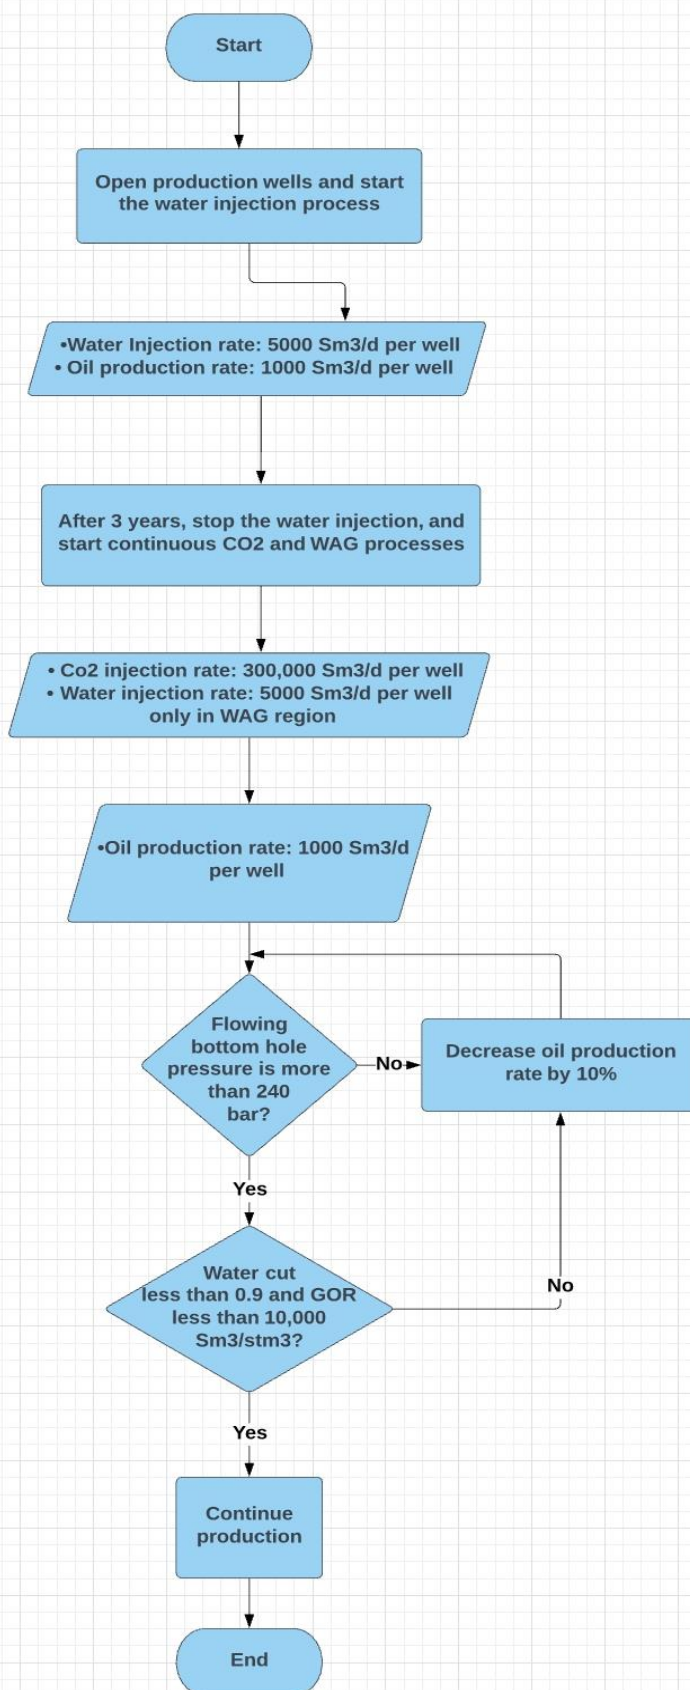 Start
Open production wells and start
the water injection process
•Water Injection rate: 5000 Sm3/d per well
• Oil production rate: 1000 Sm3/d per well
After 3 years, stop the water injection, and
start continuous CO2 and WAG processes
• Co2 injection rate: 300,000 Sm3/d per well
• Water injection rate: 5000 Sm3/d per well
only in WAG region
•Oil production rate: 1000 Sm3/d
per well
Flowing
bottom hole
pressure is more
than 240
bar?
No
Decrease oil production
rate by 10%
Yes
Water cut
less than 0.9 and GOR
less than 10,000
Sm3/stm3?
No
Yes
Continue
production
End